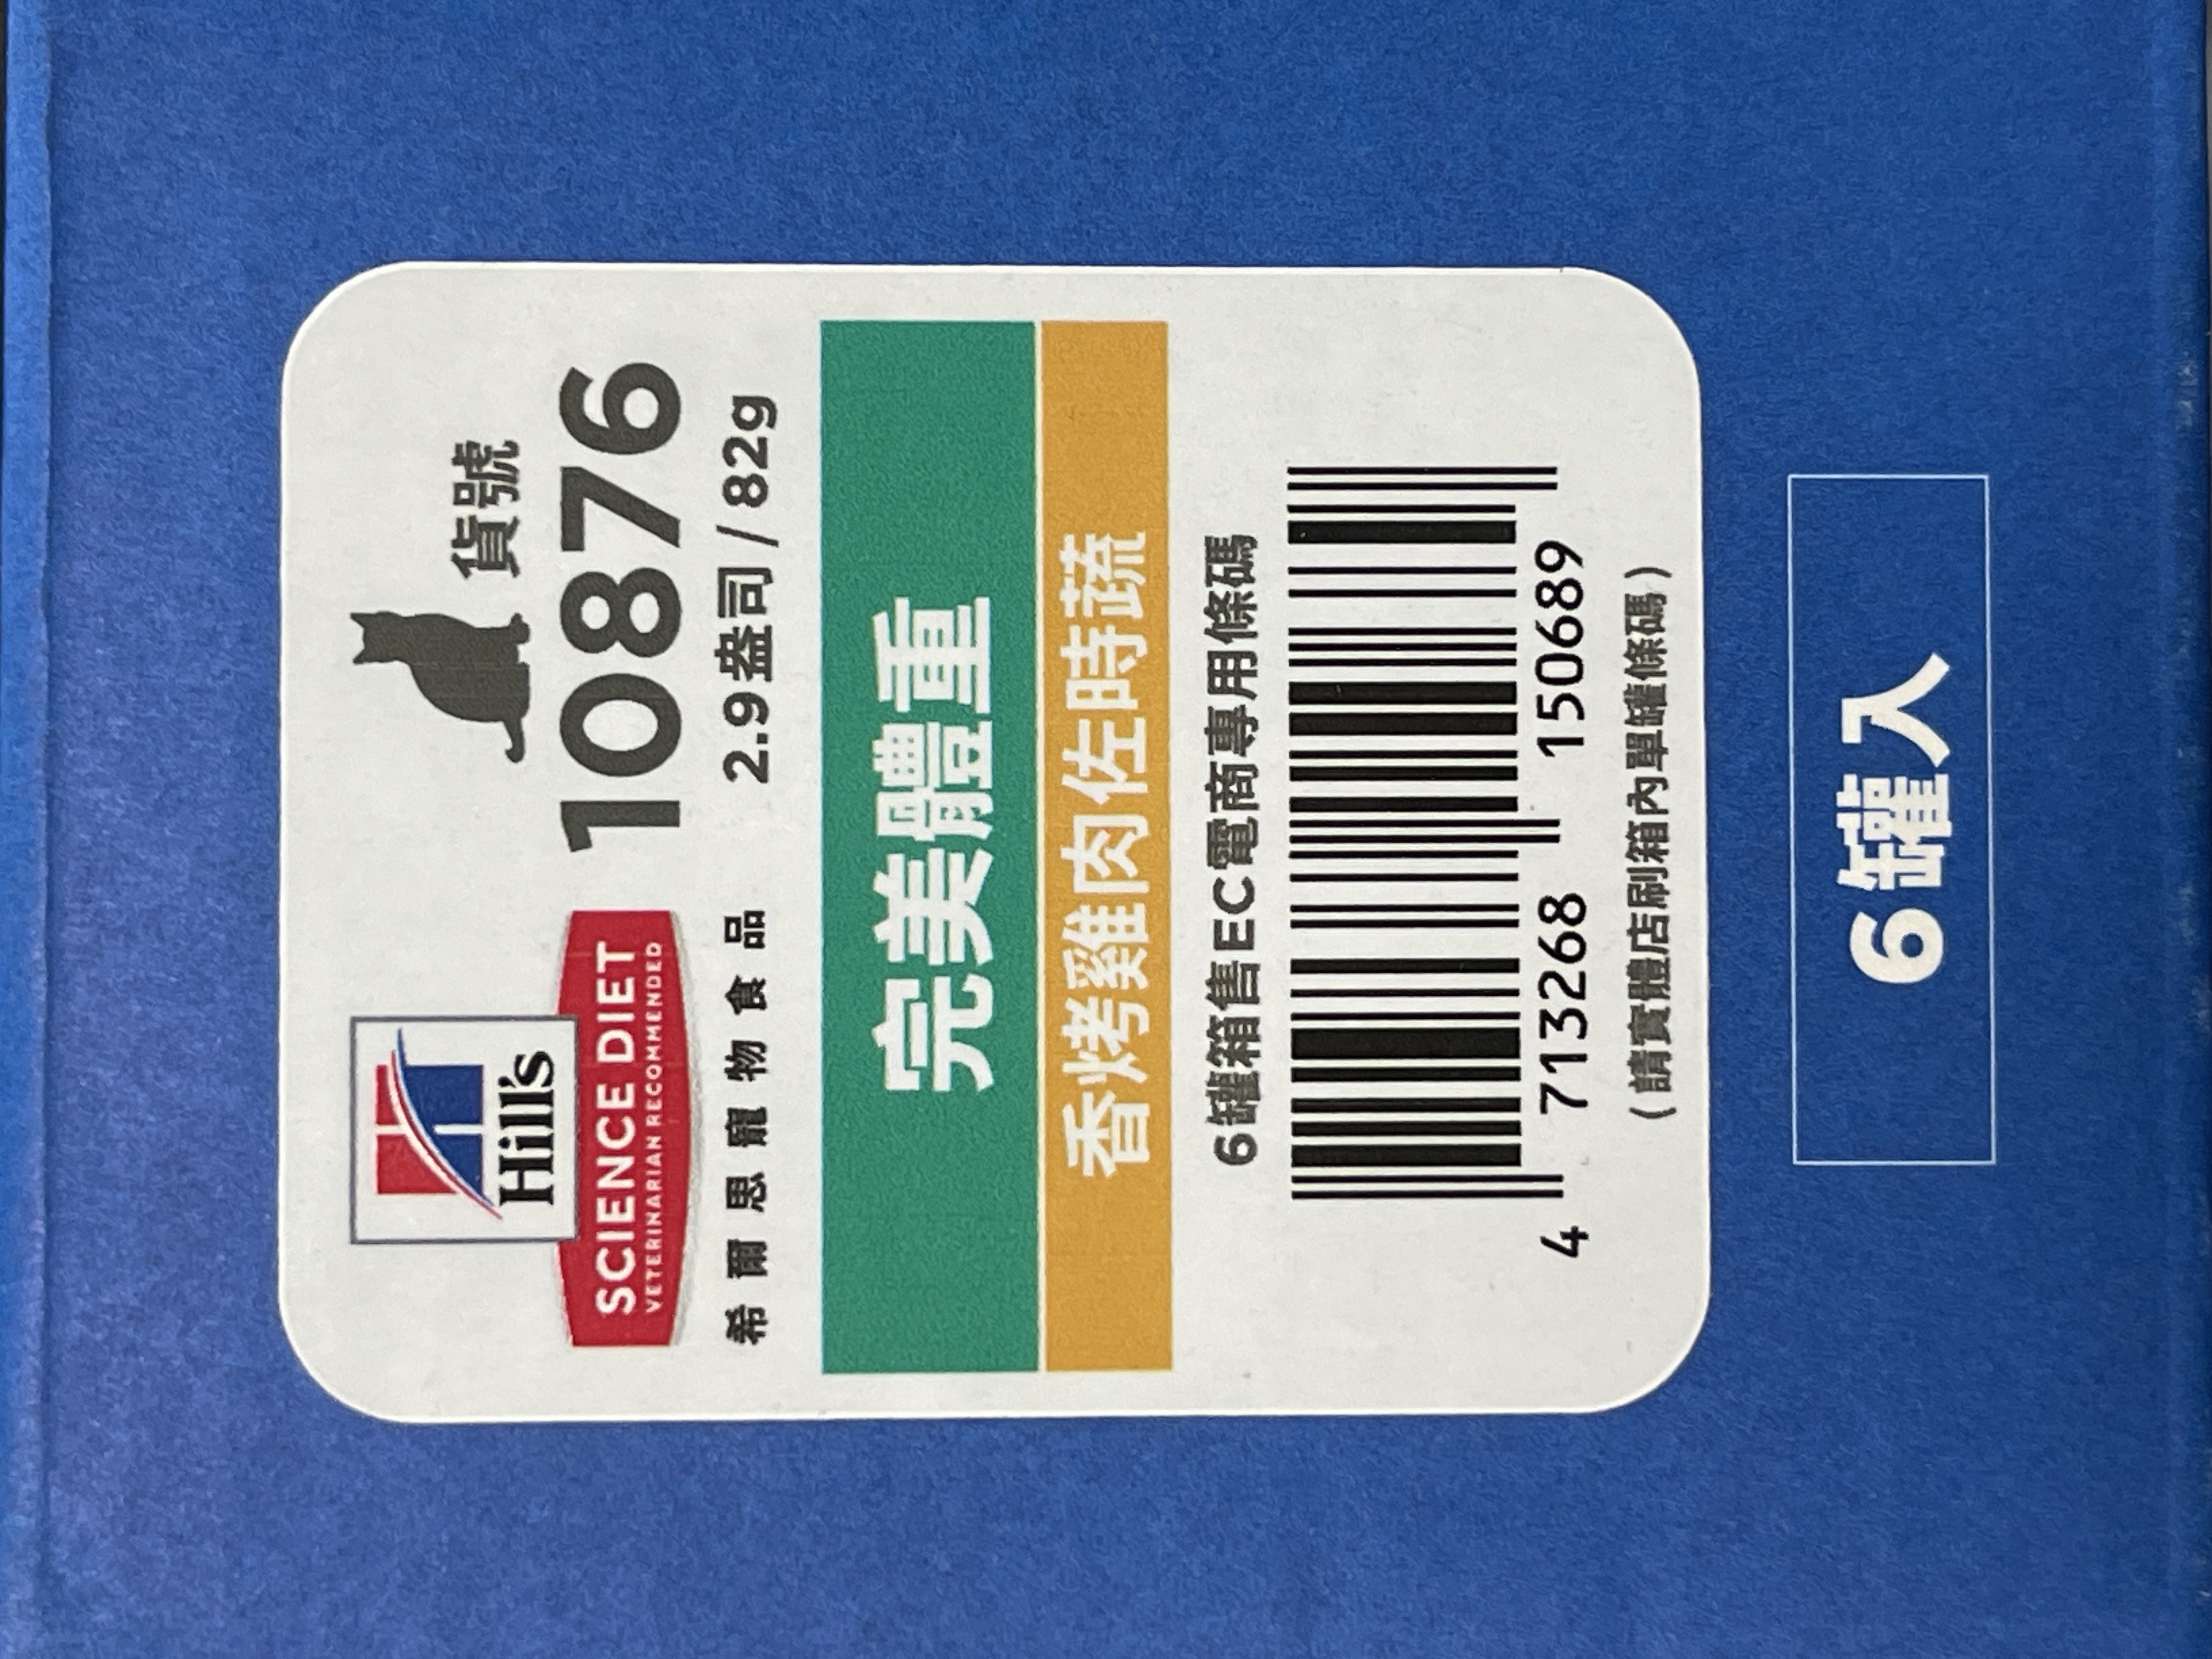 Hill's
SCIENCE DIET
VETERINARIAN RECOMMENDED
希爾思寵物食品
貨號
10876
2.9盎司 / 82g
完美體重
香烤雞肉佐時蔬
6罐箱售EC電商專用條碼
4 713268 150689
(請實體店刷箱內單罐條碼)
6罐入